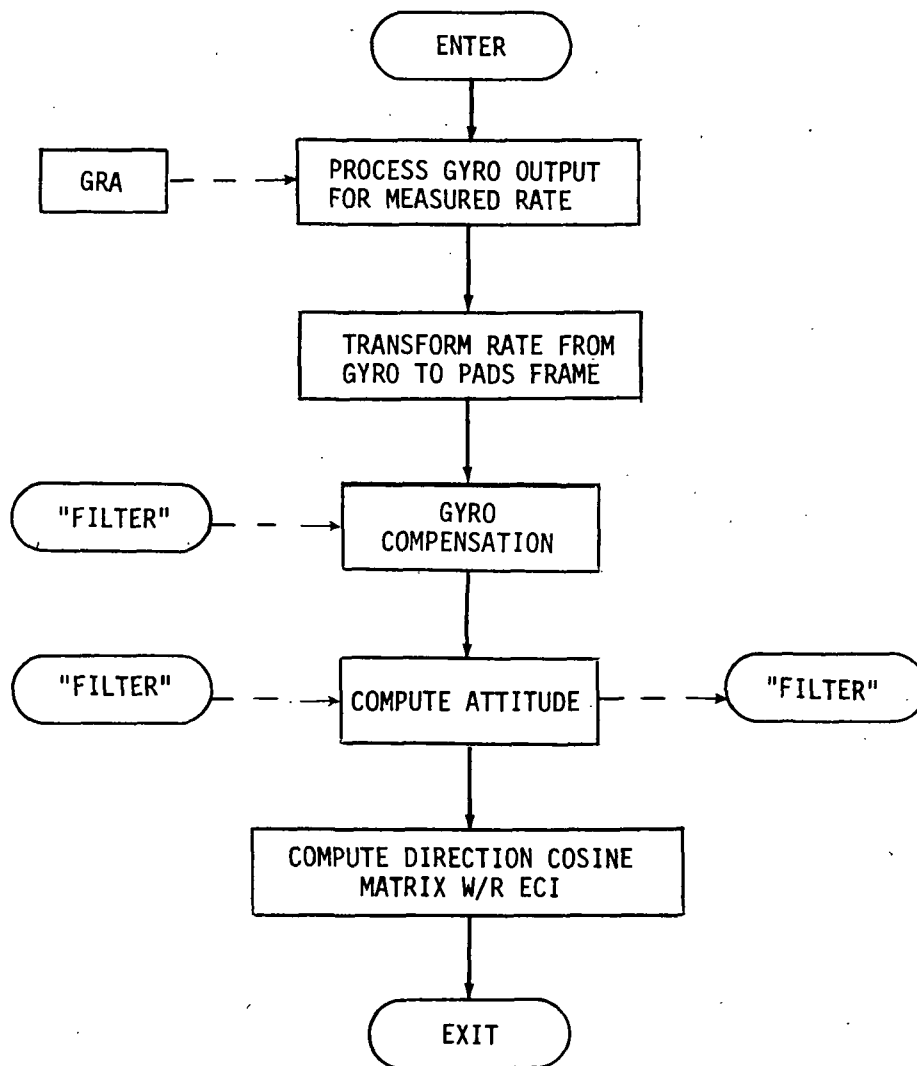 ENTER
GRA
PROCESS GYRO OUTPUT
FOR MEASURED RATE
TRANSFORM RATE FROM
GYRO TO PADS FRAME
"FILTER"
GYRO
COMPENSATION
"FILTER"
COMPUTE ATTITUDE
"FILTER"
COMPUTE DIRECTION COSINE
MATRIX W/R ECI
EXIT